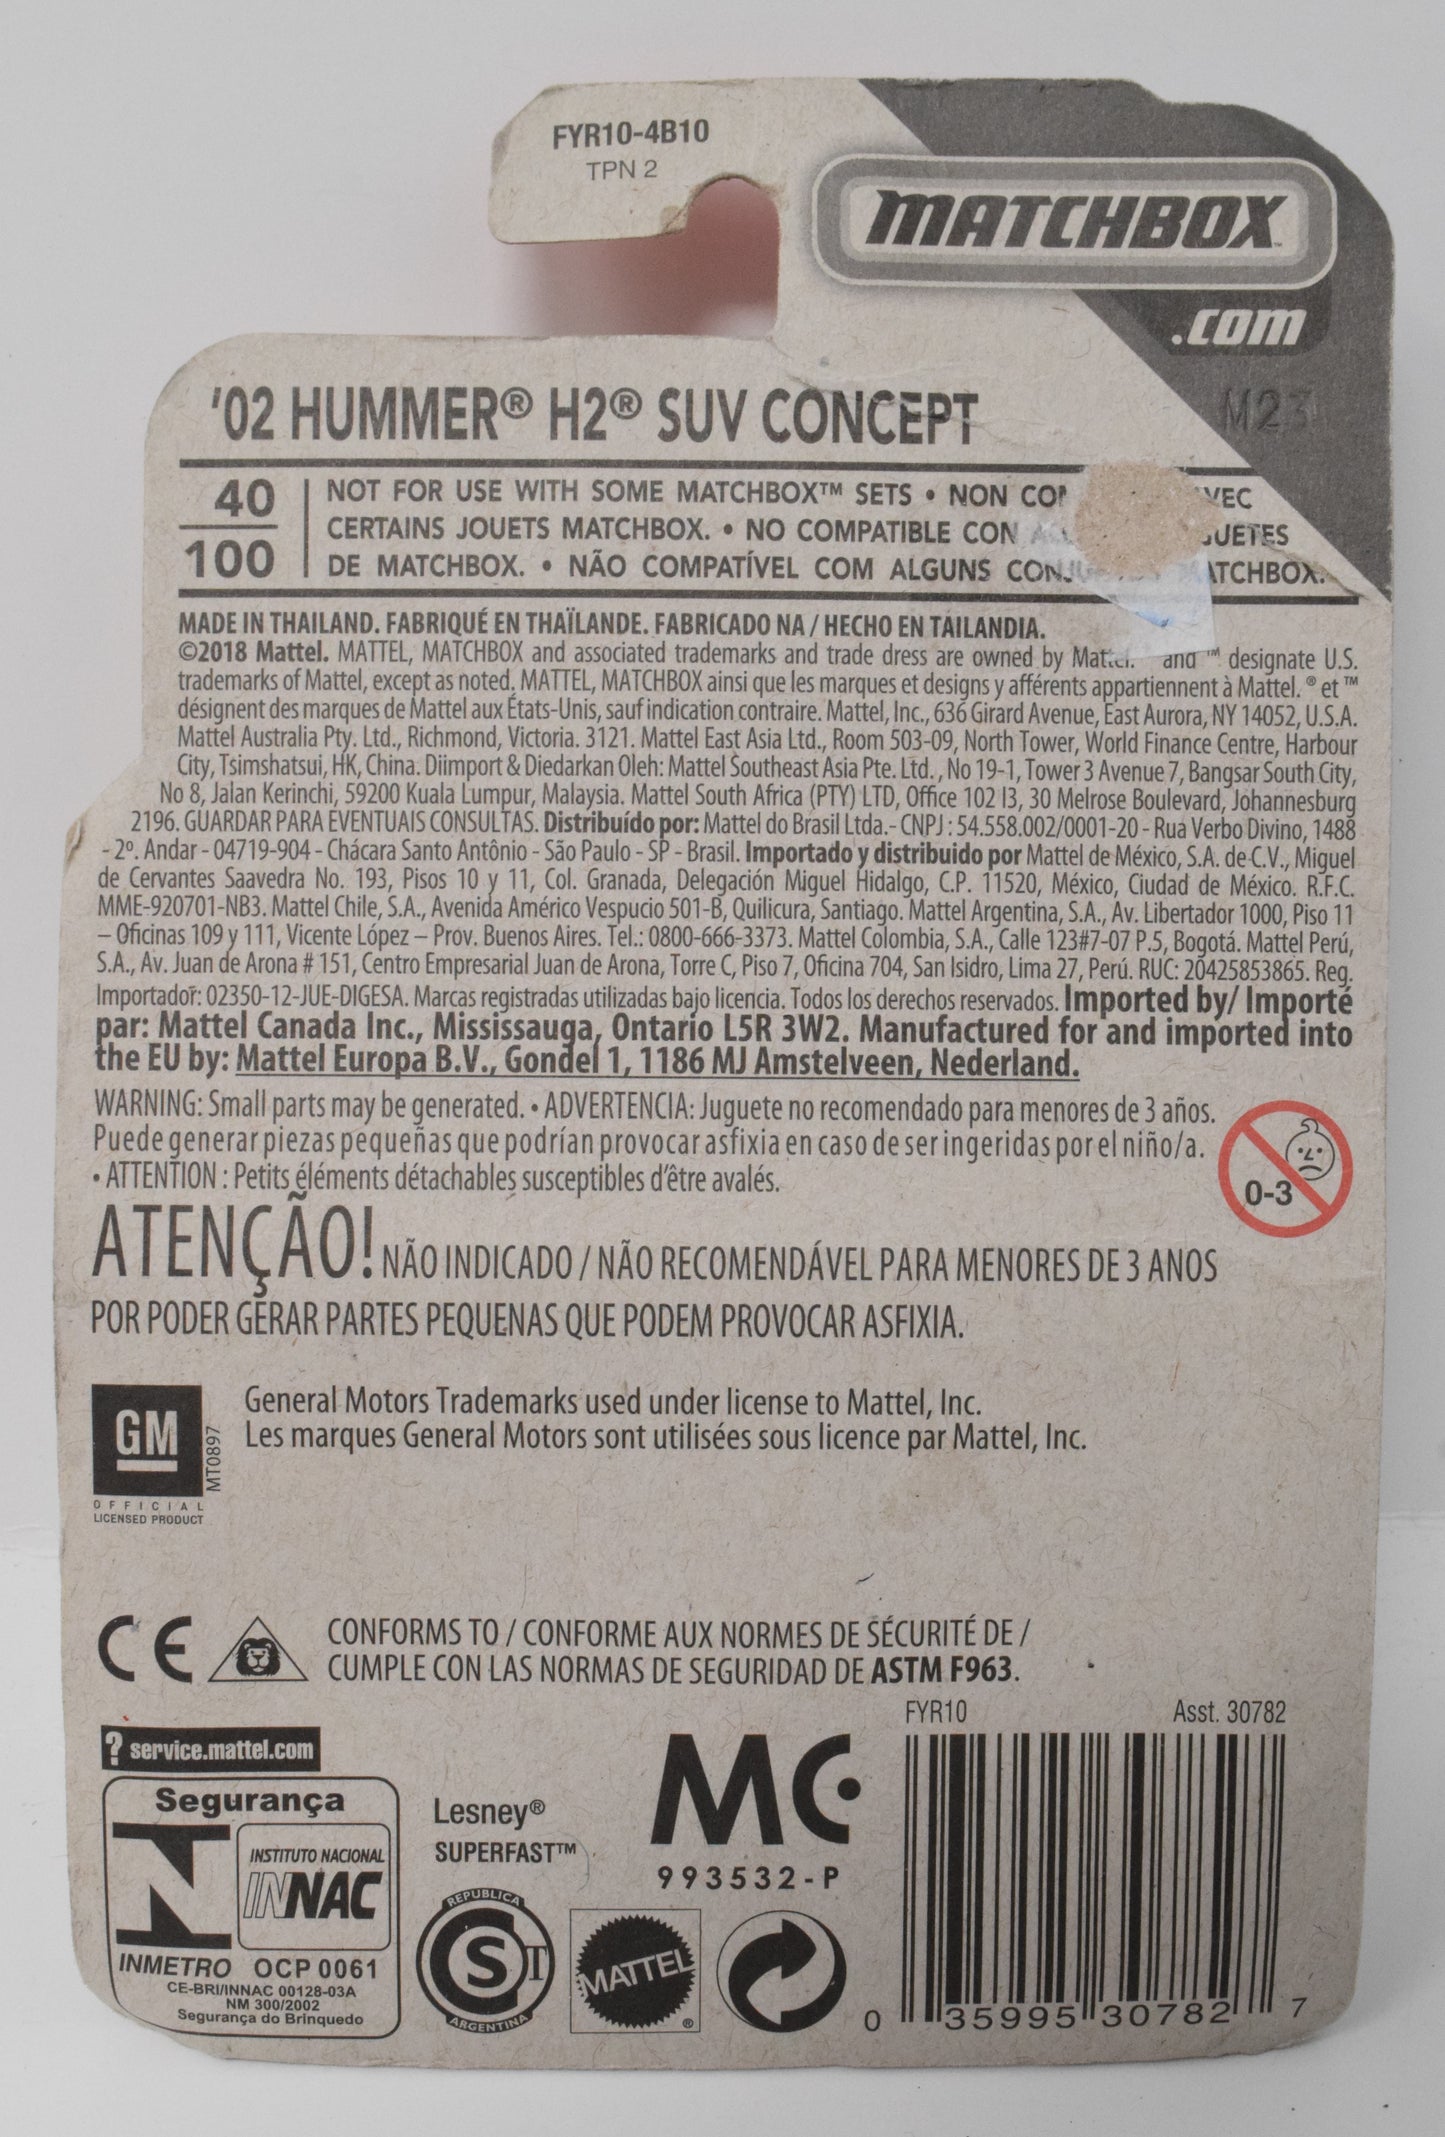 FYR10-4B10
TPN 2
MATCHBOX™
.com
'02 HUMMER® H2® SUV CONCEPT
M23
40
100
NOT FOR USE WITH SOME MATCHBOX™ SETS • NON
CERTAINS JOUETS MATCHBOX. • NO COMPATIBLE CON
DE MATCHBOX. • NÃO COMPATÍVEL COM ALGUNS MATCHBOX.
MADE IN THAILAND. FABRIQUÉ EN THAÏLANDE. FABRICADO NA / HECHO EN TAILANDIA.
©2018 Mattel. MATTEL, MATCHBOX and associated trademarks and trade dress are owned by Mattel. and ™ designate U.S.
trademarks of Mattel, except as noted. MATTEL, MATCHBOX ainsi que les marques et designs y afférents appartiennent à Mattel. ® et ™
désignent des marques de Mattel aux États-Unis, sauf indication contraire. Mattel, Inc., 636 Girard Avenue, East Aurora, NY 14052, U.S.A.
Mattel Australia Pty. Ltd., Richmond, Victoria. 3121. Mattel East Asia Ltd., Room 503-09, North Tower, World Finance Centre, Harbour
City, Tsimshatsui, HK, China. Diimport & Diedarkan Oleh: Mattel Southeast Asia Pte. Ltd., No 19-1, Tower 3 Avenue 7, Bangsar South City,
No 8, Jalan Kerinchi, 59200 Kuala Lumpur, Malaysia. Mattel South Africa (PTY) LTD, Office 102 I3, 30 Melrose Boulevard, Johannesburg
2196. GUARDAR PARA EVENTUAIS CONSULTAS. Distribuído por: Mattel do Brasil Ltda.- CNPJ : 54.558.002/0001-20 - Rua Verbo Divino, 1488
- 2º. Andar - 04719-904 - Chácara Santo Antônio - São Paulo - SP - Brasil. Importado y distribuido por Mattel de México, S.A. de C.V., Miguel
de Cervantes Saavedra No. 193, Pisos 10 y 11, Col. Granada, Delegación Miguel Hidalgo, C.P. 11520, México, Ciudad de México. R.F.C.
MME-920701-NB3. Mattel Chile, S.A., Avenida Américo Vespucio 501-B, Quilicura, Santiago. Mattel Argentina, S.A., Av. Libertador 1000, Piso 11
– Oficinas 109 y 111, Vicente López – Prov. Buenos Aires. Tel.: 0800-666-3373. Mattel Colombia, S.A., Calle 123#7-07 P.5, Bogotá. Mattel Perú,
S.A., Av. Juan de Arona # 151, Centro Empresarial Juan de Arona, Torre C, Piso 7, Oficina 704, San Isidro, Lima 27, Perú. RUC: 20425853865. Reg.
Importador: 02350-12-JUE-DIGESA. Marcas registradas utilizadas bajo licencia. Todos los derechos reservados. Imported by/ Importé
par: Mattel Canada Inc., Mississauga, Ontario L5R 3W2. Manufactured for and imported into
the EU by: Mattel Europa B.V., Gondel 1, 1186 MJ Amstelveen, Nederland.
WARNING: Small parts may be generated. • ADVERTENCIA: Juguete no recomendado para menores de 3 años.
Puede generar piezas pequeñas que podrían provocar asfixia en caso de ser ingeridas por el niño/a.
• ATTENTION : Petits éléments détachables susceptibles d'être avalés.
0-3
ATENÇÃO! NÃO INDICADO / NÃO RECOMENDÁVEL PARA MENORES DE 3 ANOS
POR PODER GERAR PARTES PEQUENAS QUE PODEM PROVOCAR ASFIXIA.
GM
MT0897
OFFICIAL
LICENSED PRODUCT
General Motors Trademarks used under license to Mattel, Inc.
Les marques General Motors sont utilisées sous licence par Mattel, Inc.
CE
CONFORMS TO / CONFORME AUX NORMES DE SÉCURITÉ DE /
CUMPLE CON LAS NORMAS DE SEGURIDAD DE ASTM F963.
FYR10 Asst. 30782
? service.mattel.com
Segurança
INSTITUTO NACIONAL
INNAC
INMETRO OCP 0061
CE-BRI/INNAC 00128-03A
NM 300/2002
Segurança do Brinquedo
Lesney®
SUPERFAST™
MC
993532-P
REPUBLICA
S T
ARGENTINA
MATTEL
®
0 35995 30782 7